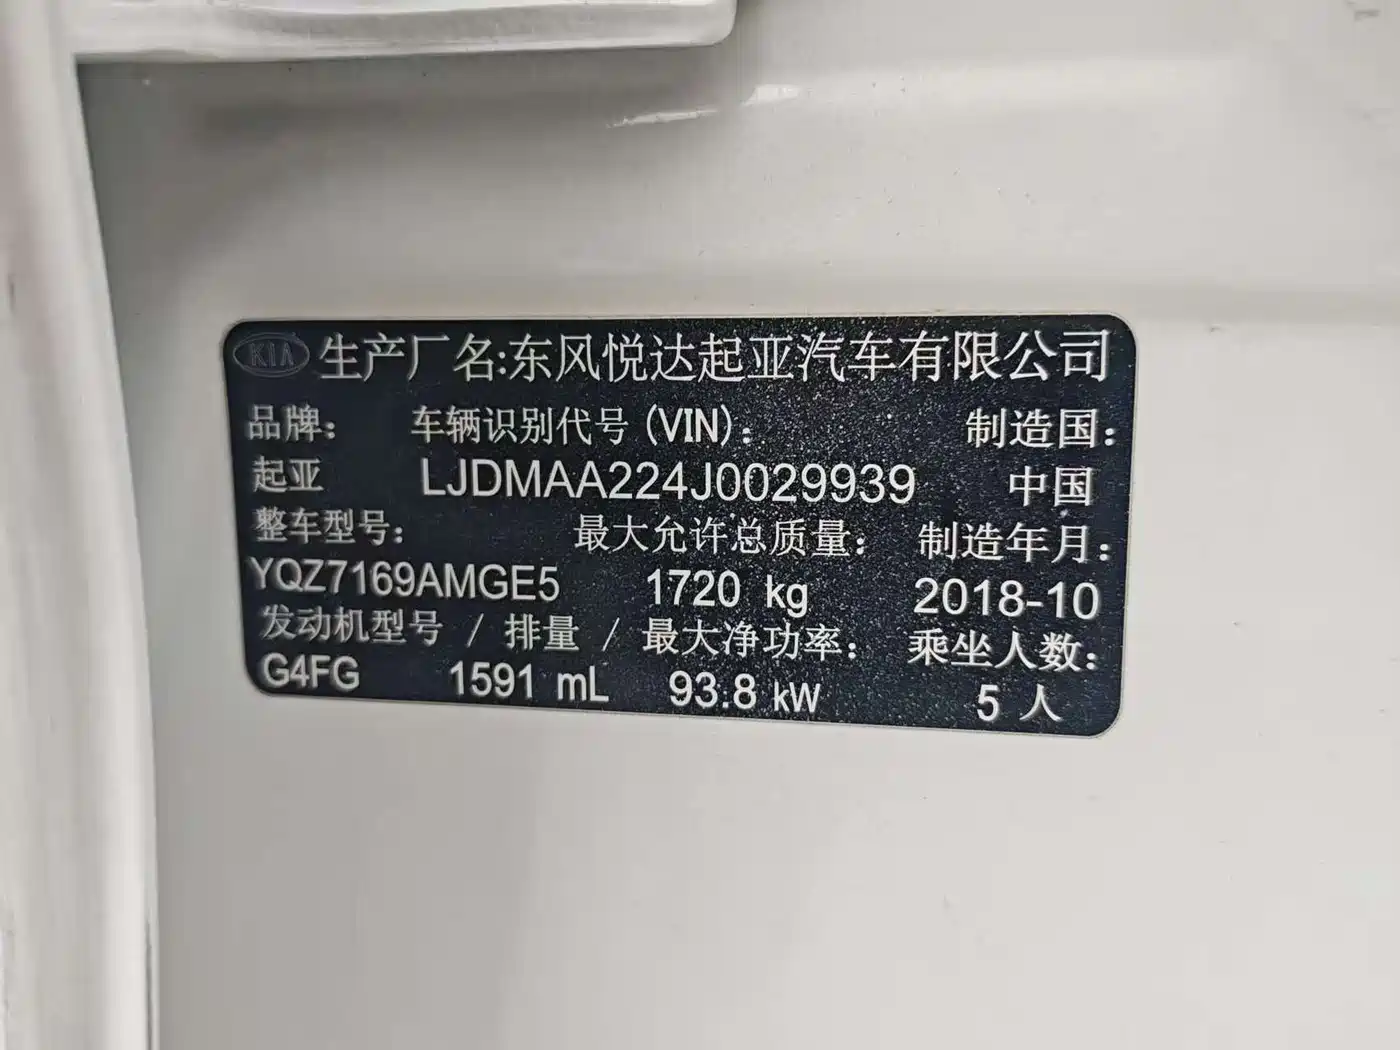 KIA 生产厂名:东风悦达起亚汽车有限公司
品牌: 车辆识别代号 (VIN): 制造国:
起亚 LJDMAA224J0029939 中国
整车型号: 最大允许总质量: 制造年月:
YQZ7169AMGE5 1720 kg 2018-10
发动机型号 / 排量 / 最大净功率: 乘坐人数:
G4FG 1591 mL 93.8 kW 5 人